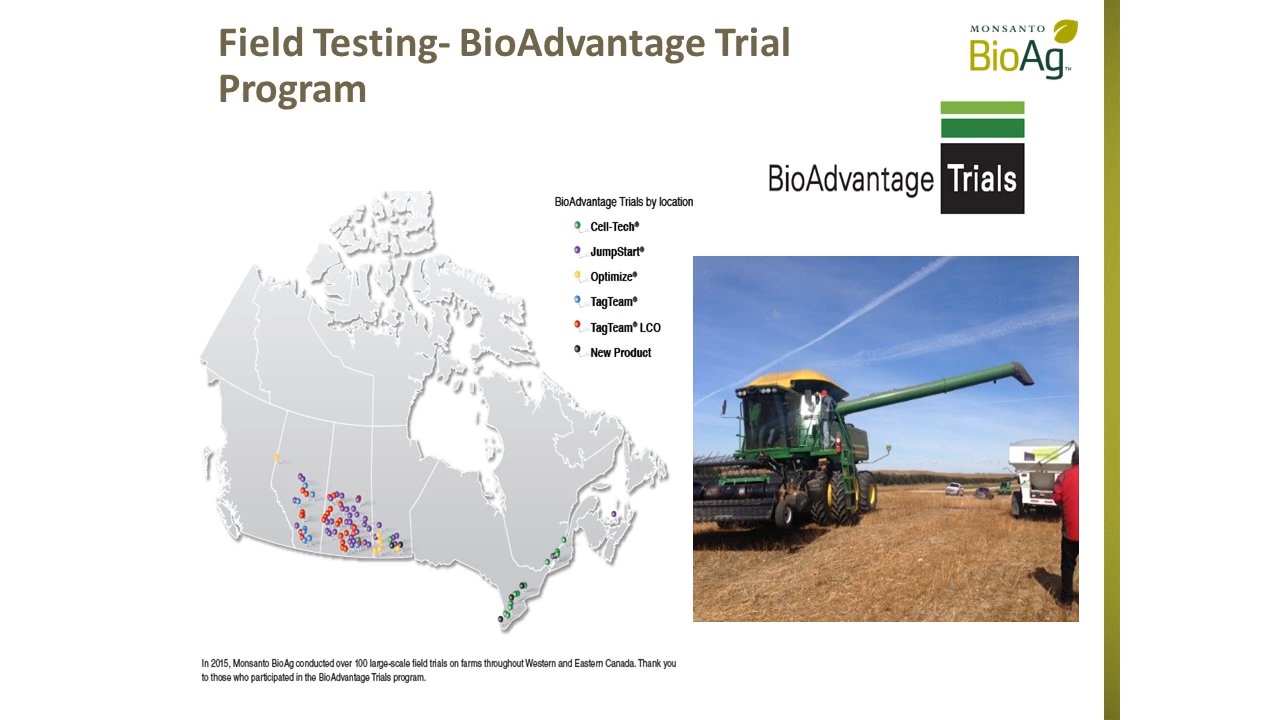 Field Testing- BioAdvantage Trial
Program
MONSANTO
BioAg™
BioAdvantage Trials
BioAdvantage Trials by location
Cell-Tech®
JumpStart®
Optimize®
TagTeam®
TagTeam® LCO
New Product
In 2015, Monsanto BioAg conducted over 100 large-scale field trials on farms throughout Western and Eastern Canada. Thank you
to those who participated in the BioAdvantage Trials program.